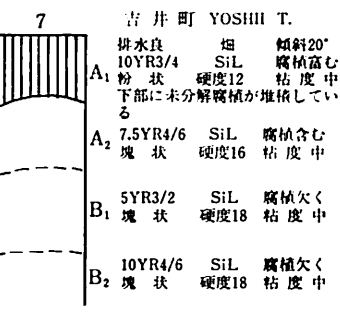 7
吉井町 YOSHII T.
排水良 畑 傾斜20°
A₁ 10YR3/4 SiL 腐植富む
粉状 硬度12 粘度中
下部に未分解腐植が堆積してい
る
A₂ 7.5YR4/6 SiL 腐植含む
塊状 硬度16 粘度中
B₁ 5YR3/2 SiL 腐植欠く
塊状 硬度18 粘度中
B₂ 10YR4/6 SiL 腐植欠く
塊状 硬度18 粘度中